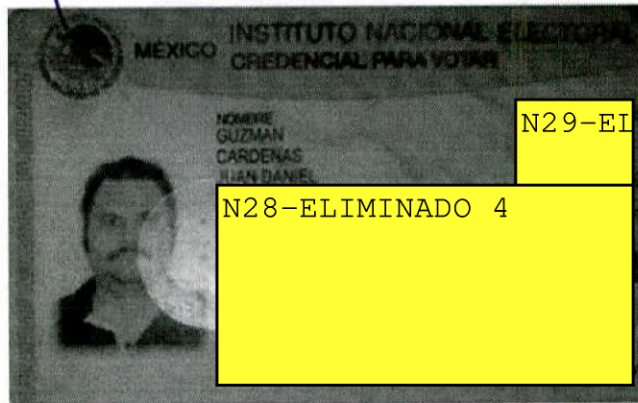 MÉXICO
INSTITUTO NACIONAL ELECTORAL
CREDENCIAL PARA VOTAR
NOMBRE
GUZMAN
CARDENAS
JUAN DANIEL
N29-EL
N28-ELIMINADO 4